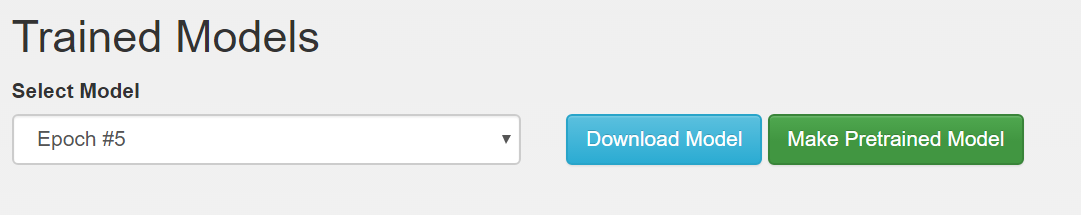 Trained Models
Select Model
Epoch #5
Download Model
Make Pretrained Model